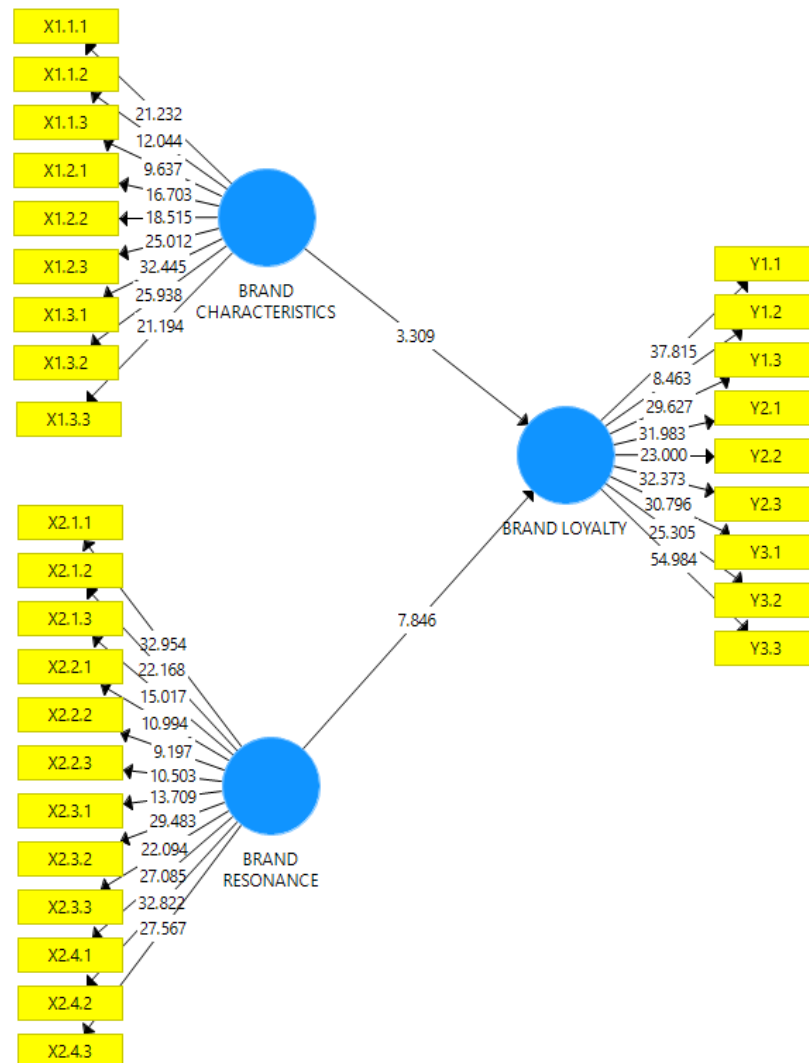 X1.1.1
X1.1.2
X1.1.3
X1.2.1
X1.2.2
X1.2.3
X1.3.1
X1.3.2
X1.3.3
21.232
12.044
9.637
16.703
18.515
25.012
32.445
25.938
21.194
BRAND
CHARACTERISTICS
3.309
X2.1.1
X2.1.2
X2.1.3
X2.2.1
X2.2.2
X2.2.3
X2.3.1
X2.3.2
X2.3.3
X2.4.1
X2.4.2
X2.4.3
32.954
22.168
15.017
10.994
9.197
10.503
13.709
29.483
22.094
27.085
32.822
27.567
BRAND
RESONANCE
7.846
BRAND LOYALTY
37.815
8.463
29.627
31.983
23.000
32.373
30.796
25.305
54.984
Y1.1
Y1.2
Y1.3
Y2.1
Y2.2
Y2.3
Y3.1
Y3.2
Y3.3